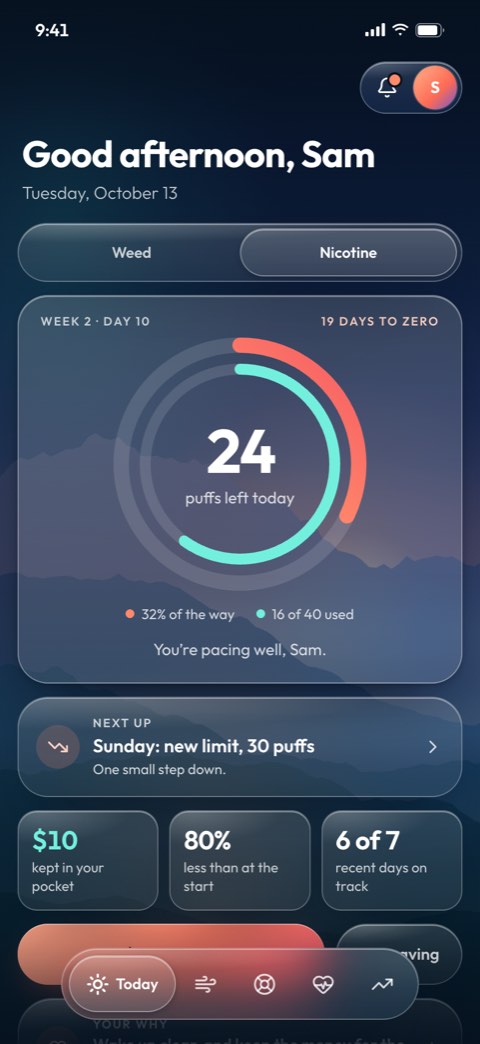 9:41
S
Good afternoon, Sam
Tuesday, October 13
Weed
Nicotine
WEEK 2 · DAY 10
19 DAYS TO ZERO
24
puffs left today
32% of the way
16 of 40 used
You're pacing well, Sam.
NEXT UP
Sunday: new limit, 30 puffs
One small step down.
$10
kept in your
pocket
80%
less than at the
start
6 of 7
recent days on
track
Today
YOUR WHY